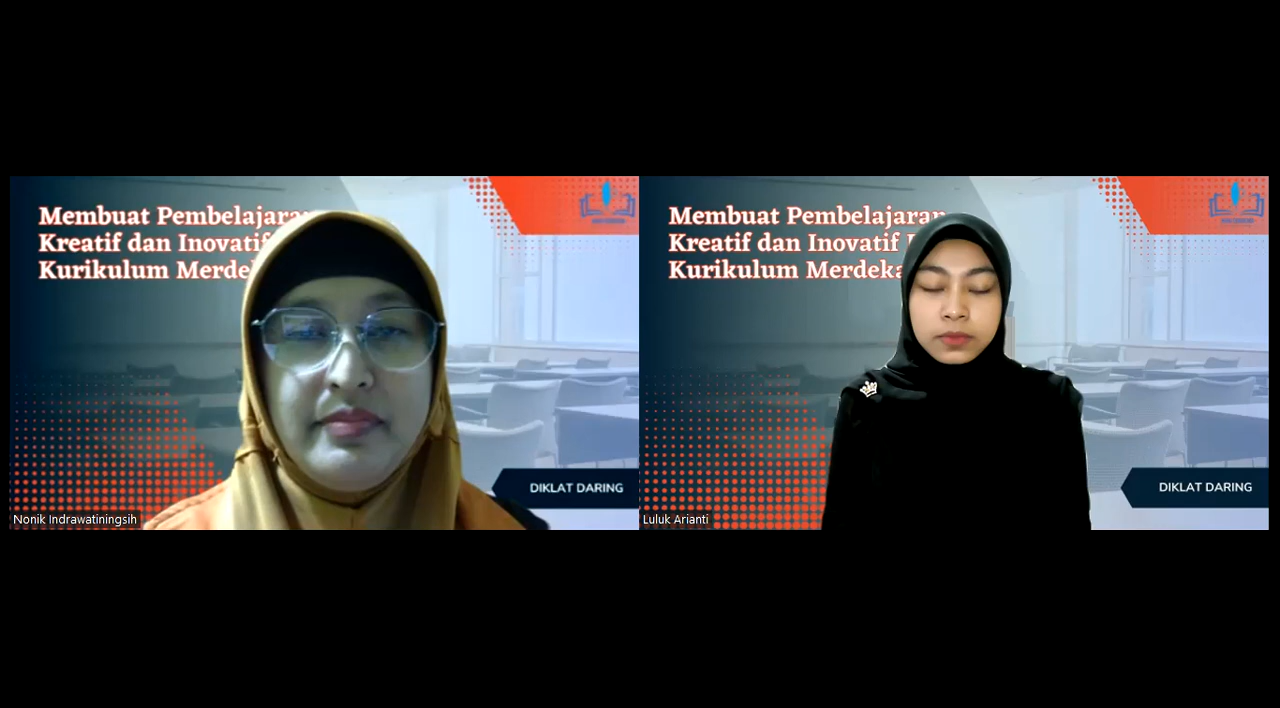 Membuat Pembelajaran
Kreatif dan Inovatif
Kurikulum Merdek
DIKLAT DARING
Nonik Indrawatiningsih
Membuat Pembelajaran
Kreatif dan Inovatif
Kurikulum Merdeka
DIKLAT DARING
Luluk Arianti